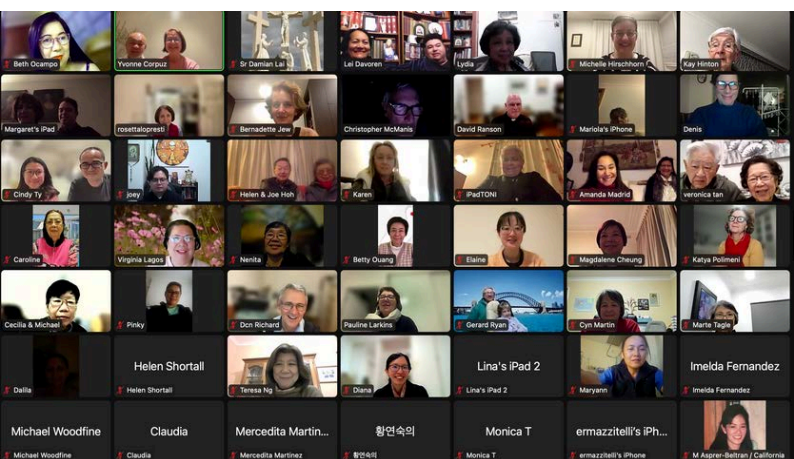 Beth Ocampo
Yvonne Corpuz
Sr Damian Lai
Lei Davoren
Lydia
Michelle Hirschhorn
Kay Hinton
Margaret's iPad
rosettalopresti
Bernadette Jew
Christopher McManis
David Ranson
Mariola's iPhone
Denis
Cindy Ty
joey
Helen & Joe Hoh
Karen
iPadTONI
Amanda Madrid
veronica tan
Caroline
Virginia Lagos
Nenita
Betty Ouang
Elaine
Magdalene Cheung
Katya Polimeni
Cecilia & Michael
Pinky
Dcn Richard
Pauline Larkins
Gerard Ryan
Cyn Martin
Marte Tagle
Dalila
Helen Shortall
Helen Shortall
Teresa Ng
Diana
Lina's iPad 2
Lina's iPad 2
Maryann
Imelda Fernandez
Imelda Fernandez
Michael Woodfine
Michael Woodfine
Claudia
Claudia
Mercedita Martin...
Mercedita Martinez
황연숙의
황연숙의
Monica T
Monica T
ermazzitelli's iPh...
ermazzitelli's iPhone
M Asprer-Beltran / California